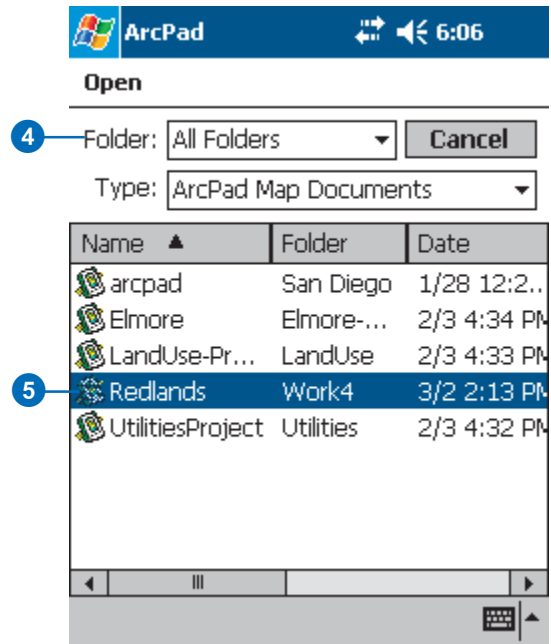 ArcPad 6:06
Open
4 Folder: All Folders Cancel
Type: ArcPad Map Documents
Name Folder Date
arcpad San Diego 1/28 12:2..
Elmore Elmore-... 2/3 4:34 PM
LandUse-Pr... LandUse 2/3 4:33 PM
5 Redlands Work4 3/2 2:13 PM
UtilitiesProject Utilities 2/3 4:32 PM